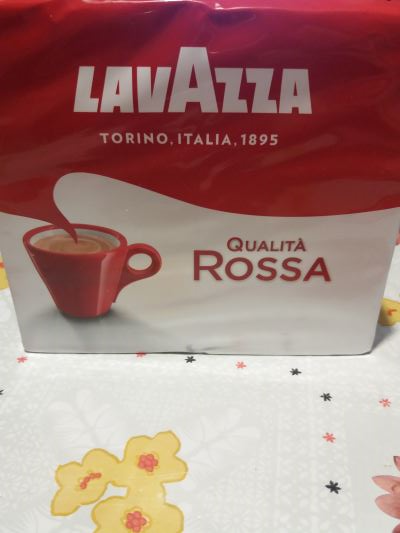 LAVAZZA
TORINO, ITALIA, 1895
QUALITÀ
ROSSA